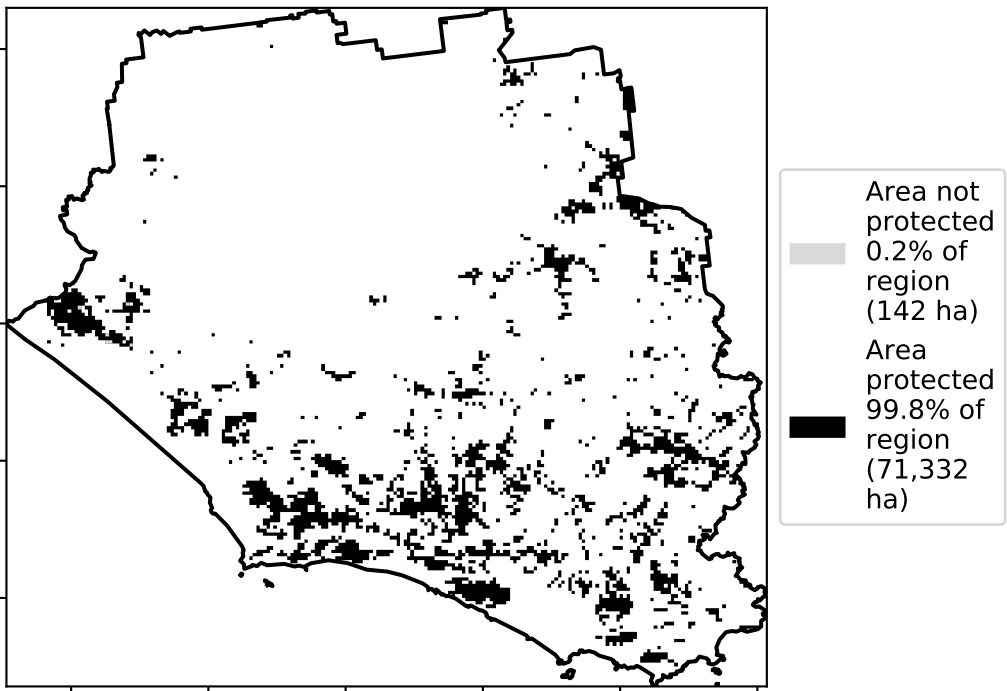 Area not
protected
0.2% of
region
(142 ha)
Area
protected
99.8% of
region
(71,332
ha)